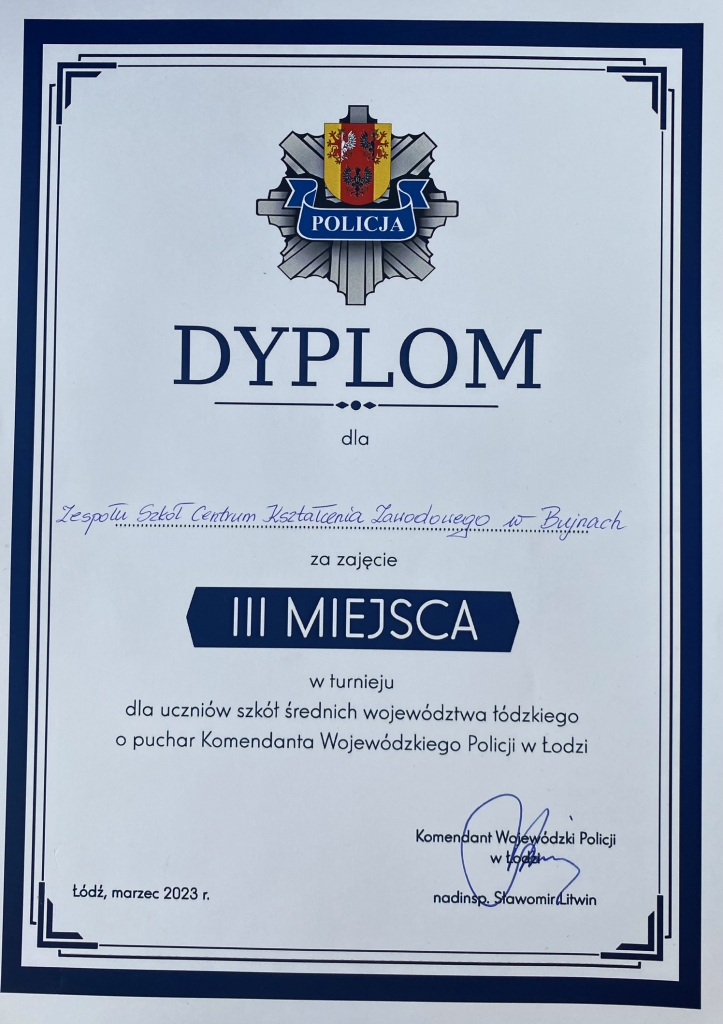 POLICJA
DYPLOM
dla
Zespołu Szkół Centrum Kształcenia Zawodowego w Bujnach
za zajęcie
III MIEJSCA
w turnieju
dla uczniów szkół średnich województwa łódzkiego
o puchar Komendanta Wojewódzkiego Policji w Łodzi
Komendant Wojewódzki Policji
w Łodzi
Łódź, marzec 2023 r.
nadinsp. Sławomir Litwin